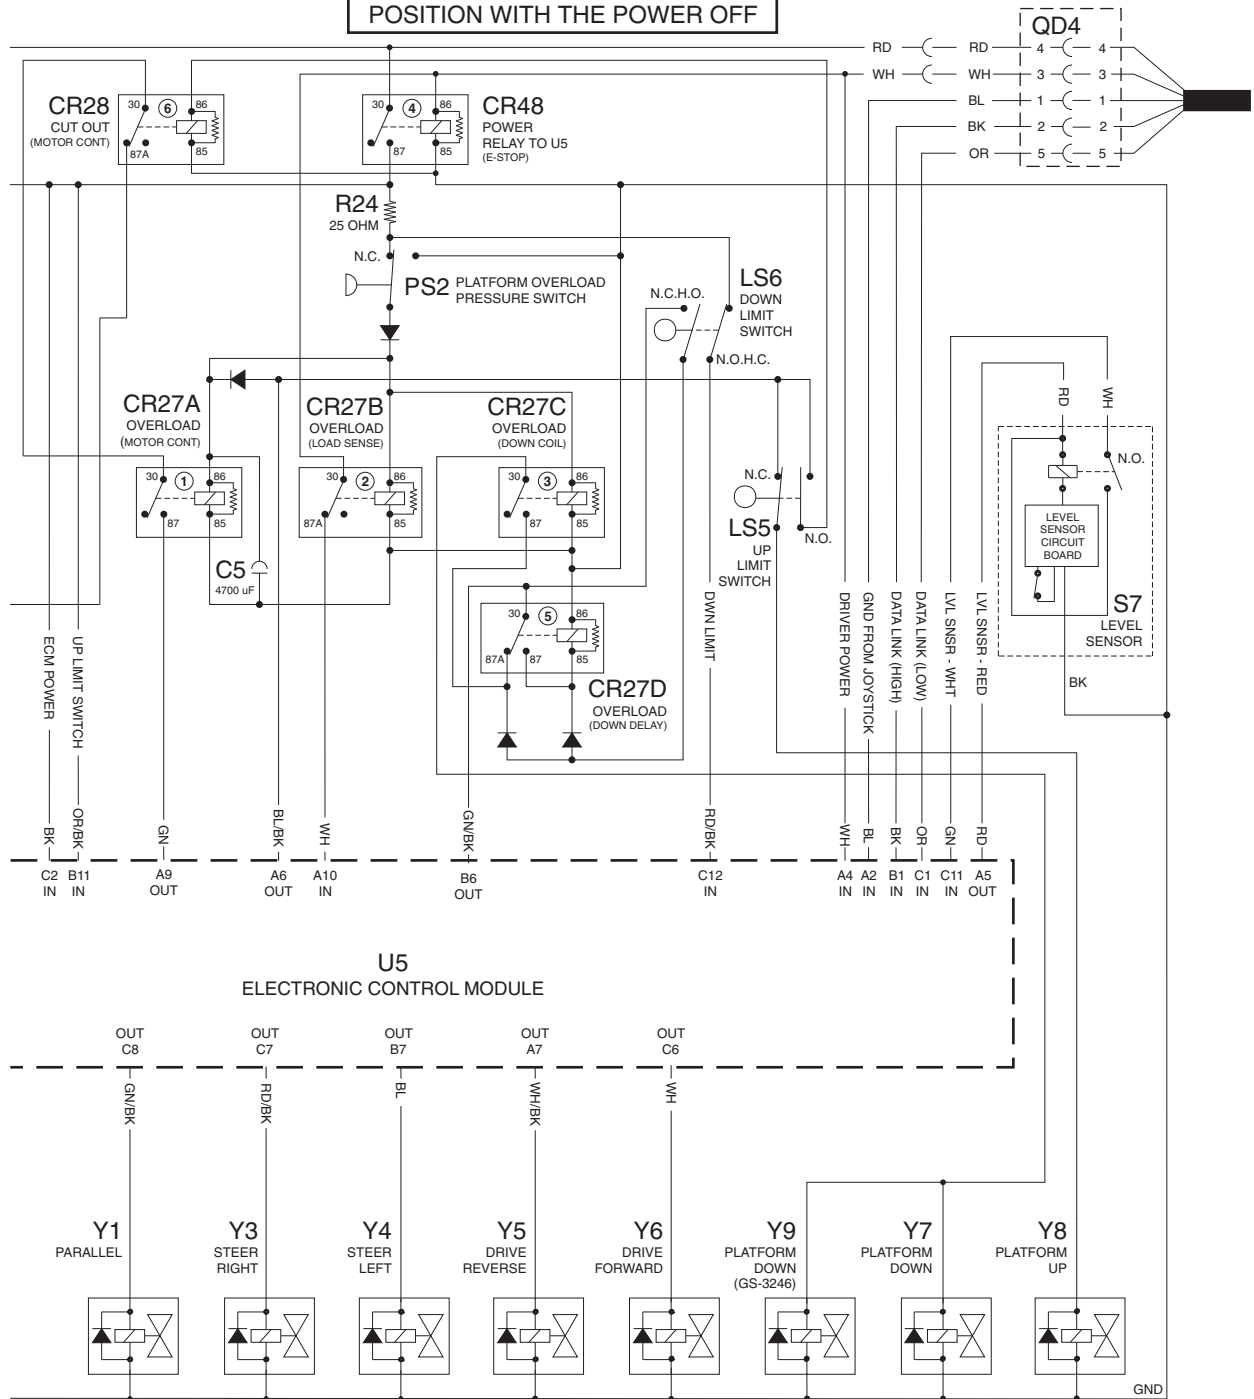 POSITION WITH THE POWER OFF
QD4
RD RD 4 4
WH WH 3 3
BL 1 1
BK 2 2
OR 5 5
CR28
CUT OUT
(MOTOR CONT)
30 6 86
87A 85
30 4 86
87 85
CR48
POWER
RELAY TO U5
(E-STOP)
R24
25 OHM
N.C.
PS2 PLATFORM OVERLOAD
PRESSURE SWITCH
LS6
DOWN
LIMIT
SWITCH
N.C.H.O.
N.O.H.C.
CR27A
OVERLOAD
(MOTOR CONT)
30 1 86
87 85
CR27B
OVERLOAD
(LOAD SENSE)
30 2 86
87A 85
CR27C
OVERLOAD
(DOWN COIL)
30 3 86
87 85
C5
4700 uF
N.C.
LS5
UP
LIMIT
SWITCH
N.O.
30 5 86
87A 87 85
CR27D
OVERLOAD
(DOWN DELAY)
RD
WH
N.O.
LEVEL
SENSOR
CIRCUIT
BOARD
S7
LEVEL
SENSOR
BK
ECM POWER
UP LIMIT SWITCH
DWN LIMIT
DRIVER POWER
GND FROM JOYSTICK
DATA LINK (HIGH)
DATA LINK (LOW)
LVL SNSR - WHT
LVL SNSR - RED
BK
OR/BK
GN
BL/BK
WH
GN/BK
RD/BK
WH
BL
BK
OR
GN
RD
C2 B11 A9 A6 A10 B6 C12 A4 A2 B1 C1 C11 A5
IN IN OUT OUT IN OUT IN IN IN IN IN IN OUT
U5
ELECTRONIC CONTROL MODULE
OUT OUT OUT OUT OUT
C8 C7 B7 A7 C6
GN/BK
RD/BK
BL
WH/BK
WH
Y1
PARALLEL
Y3
STEER
RIGHT
Y4
STEER
LEFT
Y5
DRIVE
REVERSE
Y6
DRIVE
FORWARD
Y9
PLATFORM
DOWN
(GS-3246)
Y7
PLATFORM
DOWN
Y8
PLATFORM
UP
GND